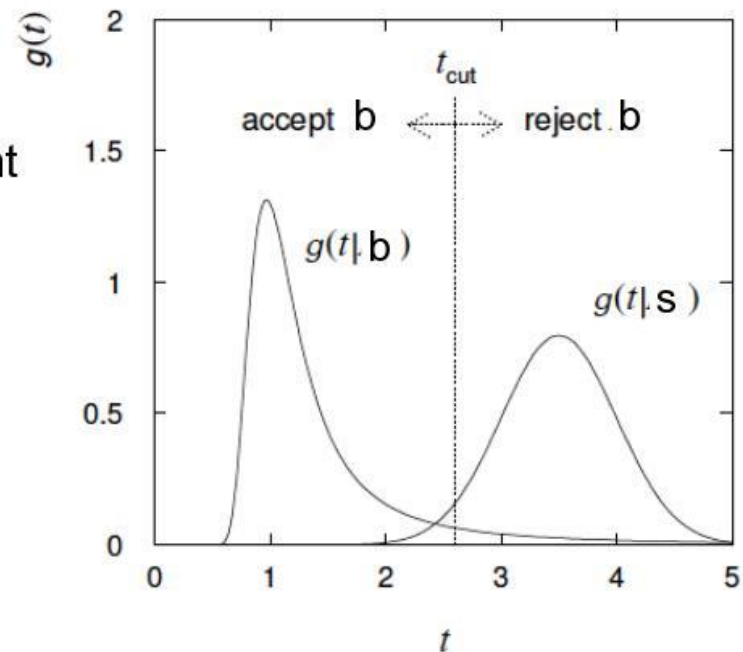 g(t)
2
t_cut
accept b
reject b
nt
1.5
g(t|b)
1
g(t|s)
0.5
0
0 1 2 3 4 5
t